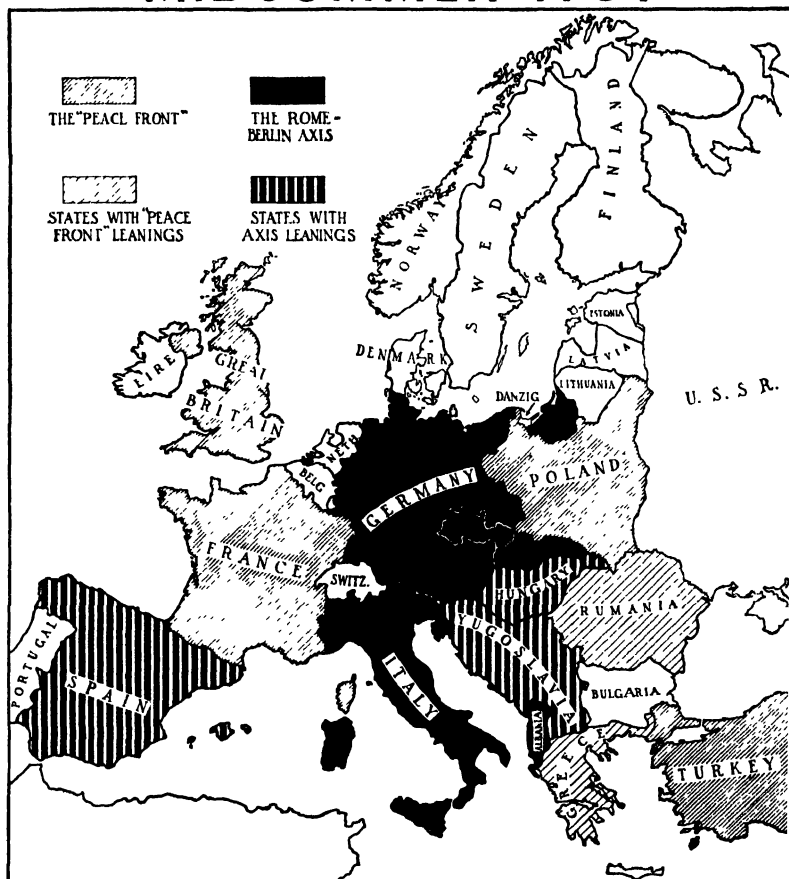 THE "PEACE FRONT"
THE ROME-
BERLIN AXIS
STATES WITH "PEACE
FRONT" LEANINGS
STATES WITH
AXIS LEANINGS
NORWAY
SWEDEN
FINLAND
ESTONIA
LATVIA
LITHUANIA
U.S.S.R.
DENMARK
DANZIG
EIRE
GREAT
BRITAIN
NETH
BELG
GERMANY
POLAND
FRANCE
SWITZ.
HUNGARY
RUMANIA
YUGOSLAVIA
PORTUGAL
SPAIN
ITALY
BULGARIA
ALBANIA
GREECE
TURKEY